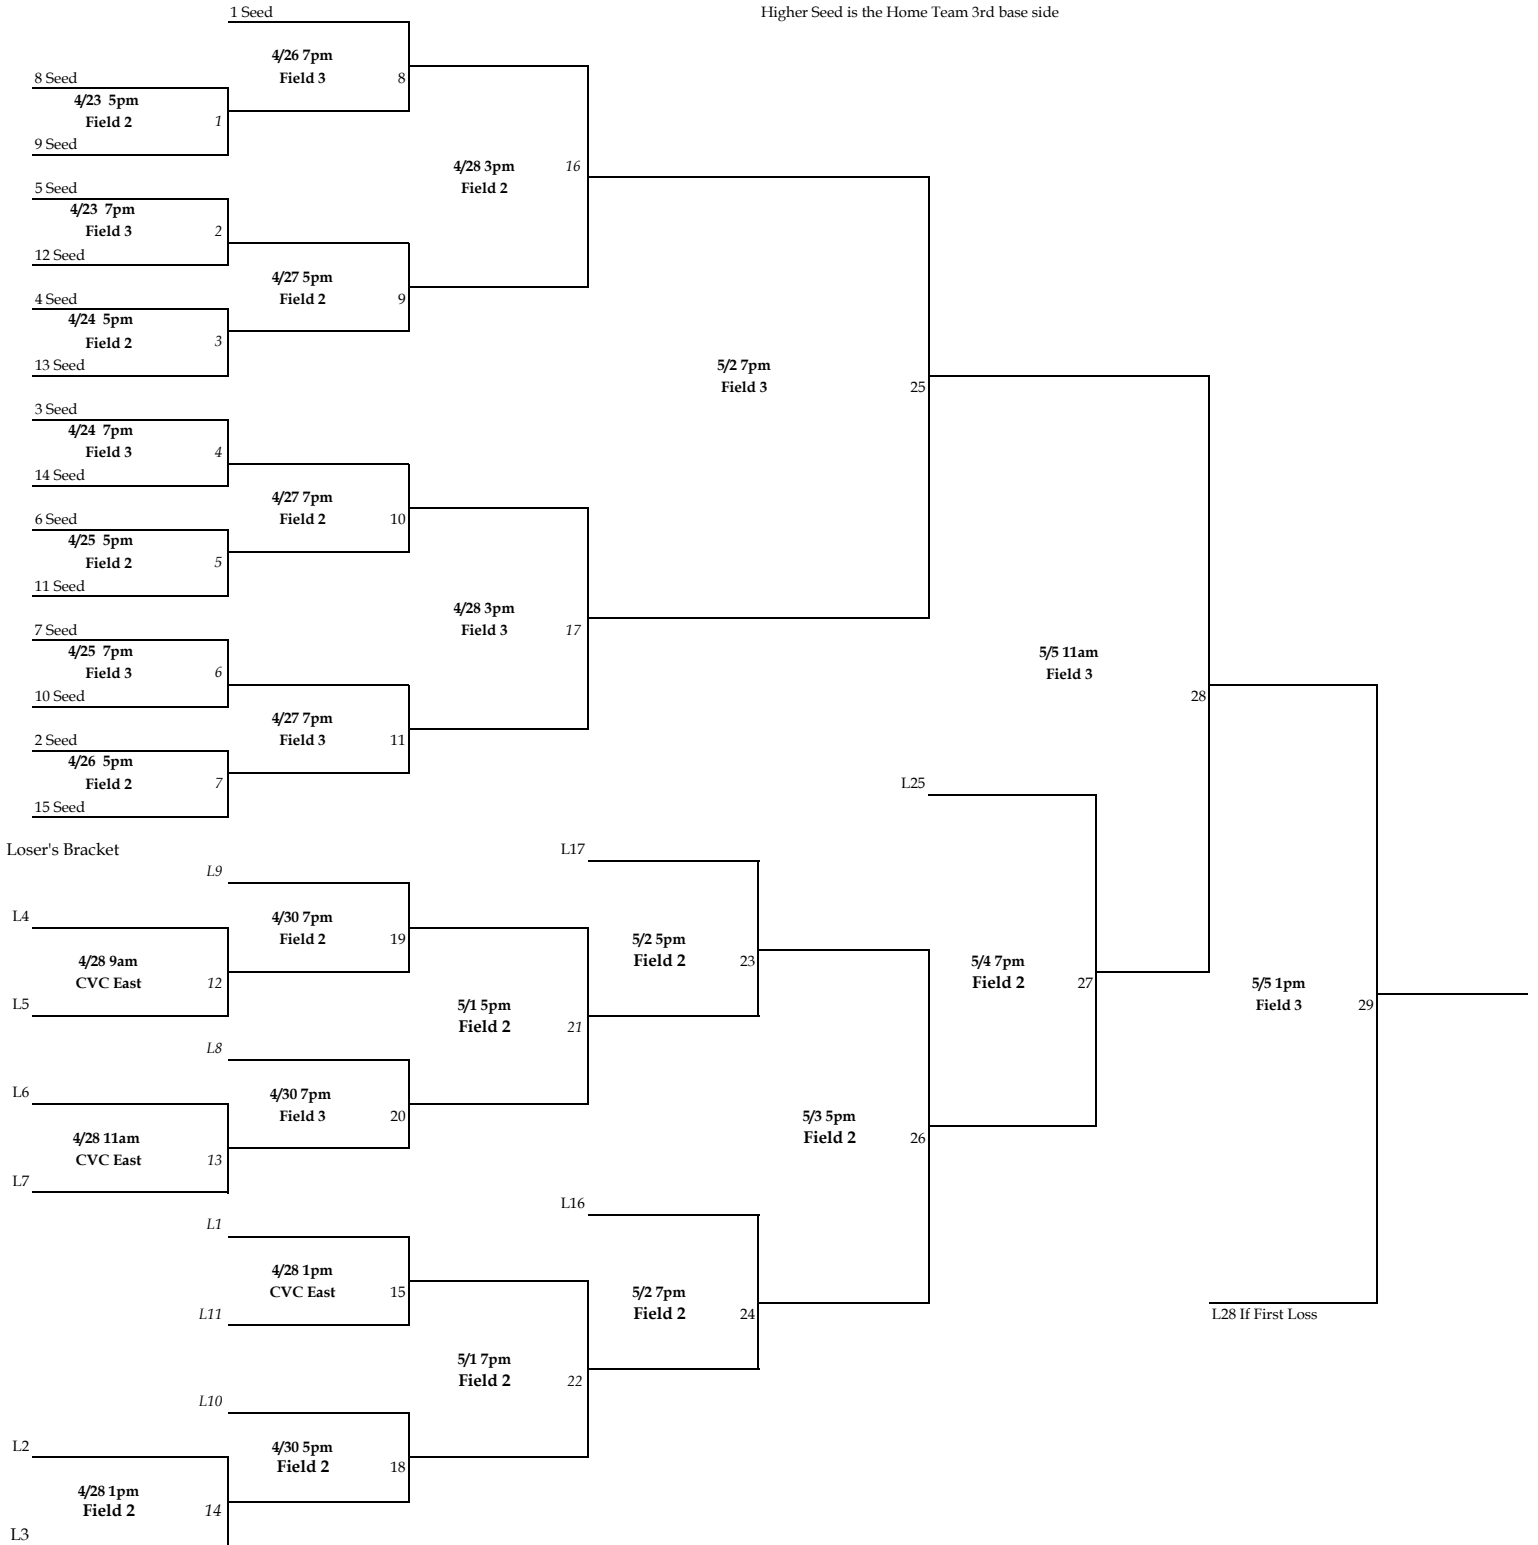 1 Seed
Higher Seed is the Home Team 3rd base side
4/26 7pm
Field 3
8
8 Seed
4/23 5pm
Field 2
1
9 Seed
4/28 3pm
Field 2
16
5 Seed
4/23 7pm
Field 3
2
12 Seed
4/27 5pm
Field 2
9
4 Seed
4/24 5pm
Field 2
3
13 Seed
5/2 7pm
Field 3
25
3 Seed
4/24 7pm
Field 3
4
14 Seed
4/27 7pm
Field 2
10
6 Seed
4/25 5pm
Field 2
5
11 Seed
4/28 3pm
Field 3
17
7 Seed
4/25 7pm
Field 3
6
10 Seed
5/5 11am
Field 3
28
4/27 7pm
Field 3
11
2 Seed
4/26 5pm
Field 2
7
15 Seed
L25
Loser's Bracket
L17
L9
L4
4/30 7pm
Field 2
19
5/2 5pm
Field 2
23
4/28 9am
CVC East
12
5/4 7pm
Field 2
27
5/5 1pm
Field 3
29
L5
5/1 5pm
Field 2
21
L8
L6
4/30 7pm
Field 3
20
5/3 5pm
Field 2
26
4/28 11am
CVC East
13
L7
L16
L1
4/28 1pm
CVC East
15
5/2 7pm
Field 2
24
L11
L28 If First Loss
5/1 7pm
Field 2
22
L10
L2
4/30 5pm
Field 2
18
4/28 1pm
Field 2
14
L3